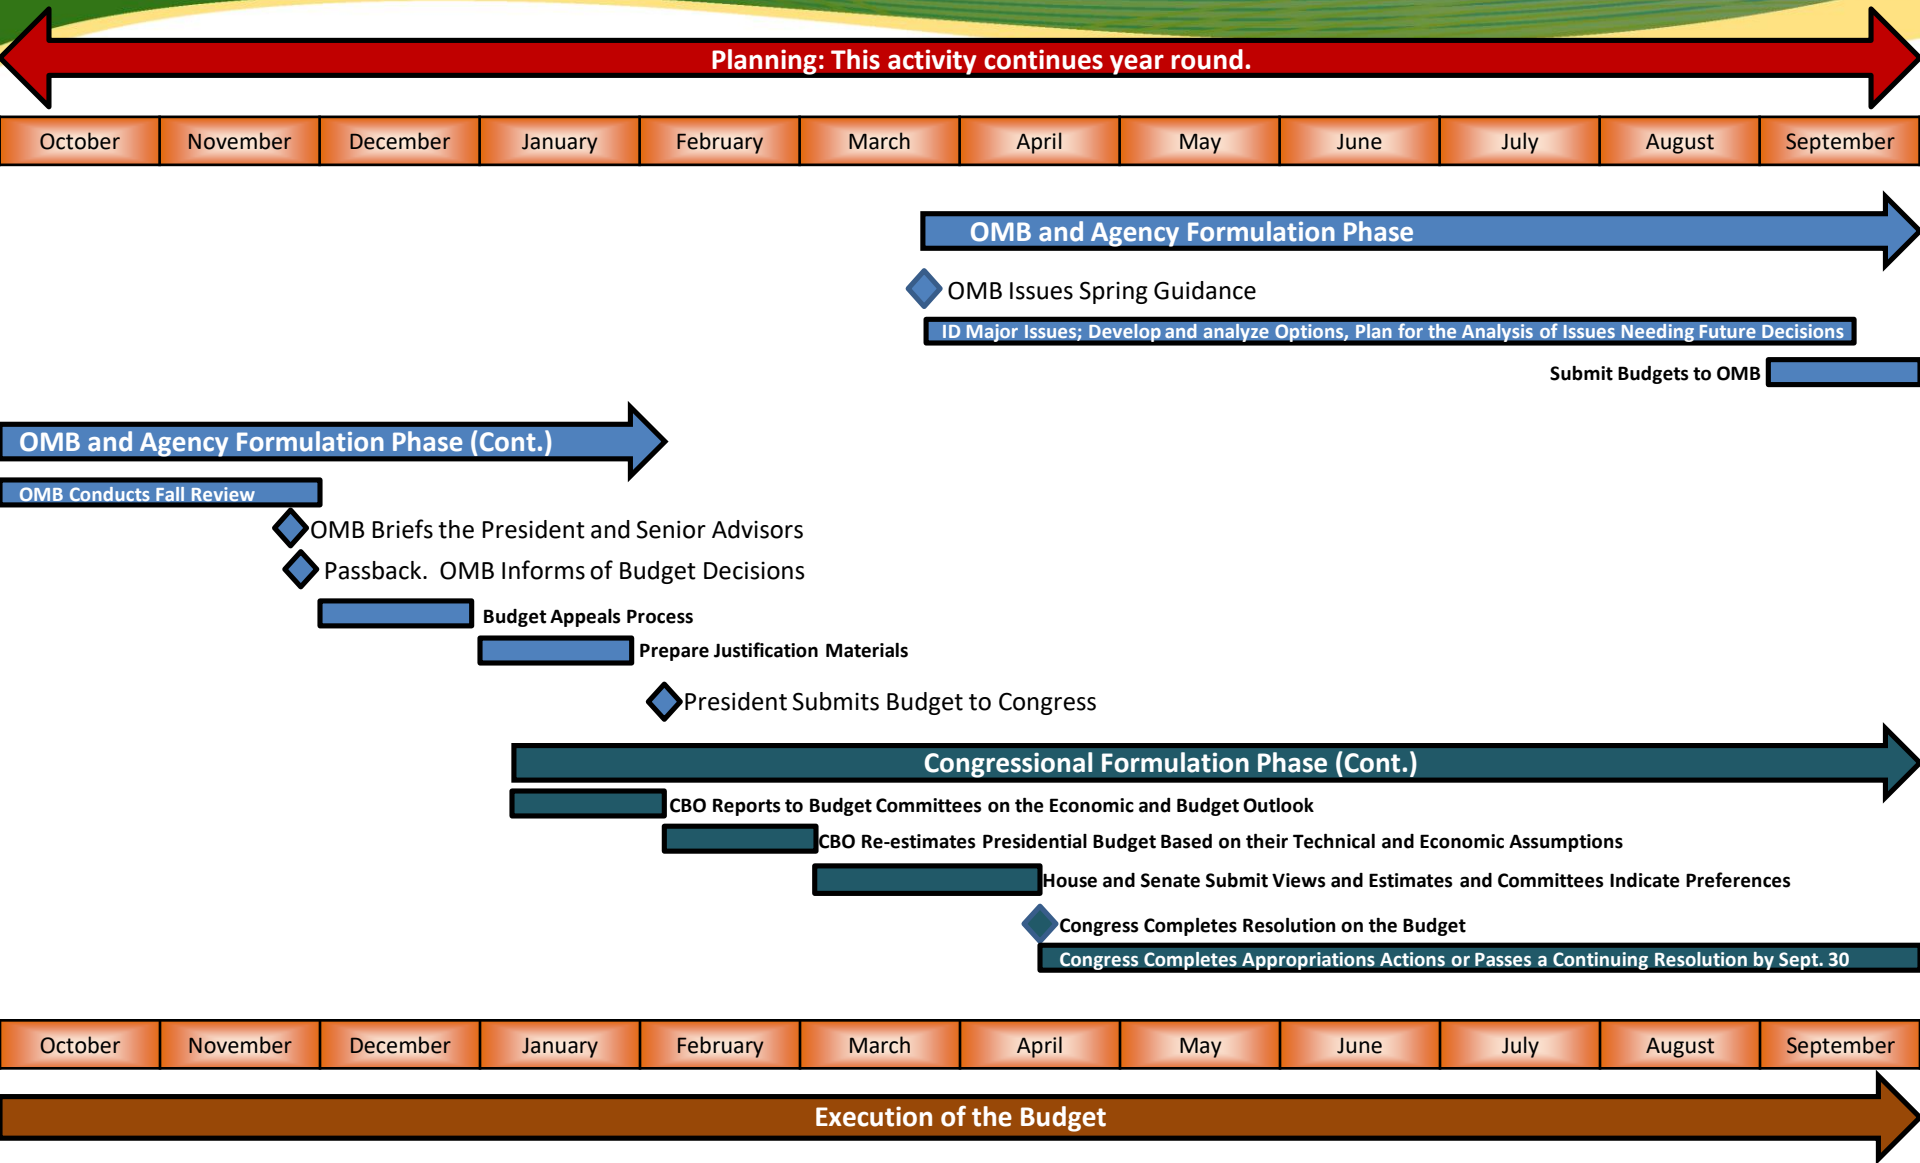 Planning: This activity continues year round.
October November December January February March April May June July August September
OMB and Agency Formulation Phase
OMB Issues Spring Guidance
ID Major Issues; Develop and analyze Options, Plan for the Analysis of Issues Needing Future Decisions
Submit Budgets to OMB
OMB and Agency Formulation Phase (Cont.)
OMB Conducts Fall Review
OMB Briefs the President and Senior Advisors
Passback. OMB Informs of Budget Decisions
Budget Appeals Process
Prepare Justification Materials
President Submits Budget to Congress
Congressional Formulation Phase (Cont.)
CBO Reports to Budget Committees on the Economic and Budget Outlook
CBO Re-estimates Presidential Budget Based on their Technical and Economic Assumptions
House and Senate Submit Views and Estimates and Committees Indicate Preferences
Congress Completes Resolution on the Budget
Congress Completes Appropriations Actions or Passes a Continuing Resolution by Sept. 30
October November December January February March April May June July August September
Execution of the Budget